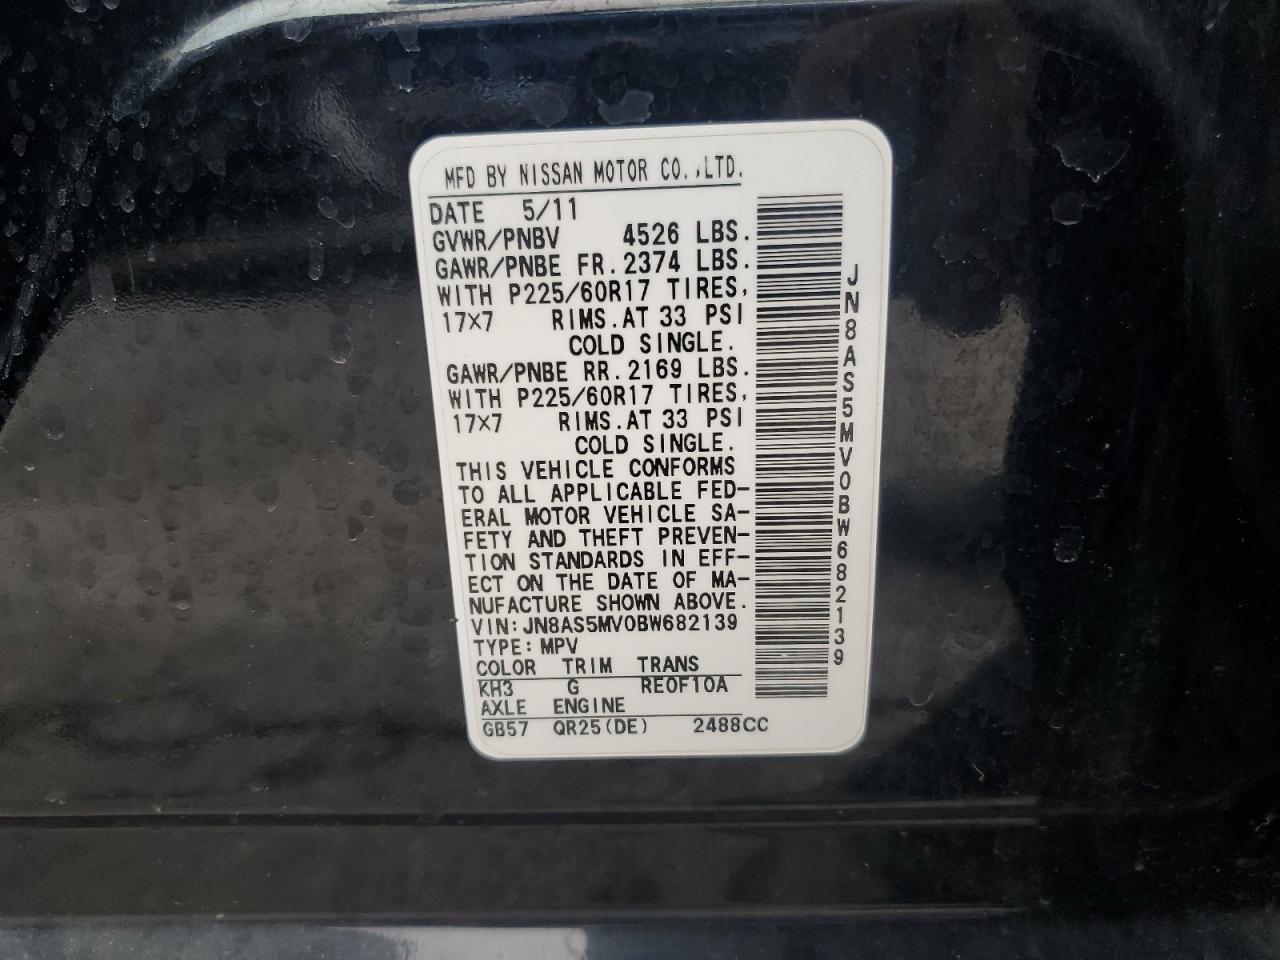 MFD BY NISSAN MOTOR CO.,LTD.
DATE 5/11
GVWR/PNBV 4526 LBS.
GAWR/PNBE FR.2374 LBS.
WITH P225/60R17 TIRES,
17×7 RIMS.AT 33 PSI
COLD SINGLE.
GAWR/PNBE RR.2169 LBS.
WITH P225/60R17 TIRES,
17×7 RIMS.AT 33 PSI
COLD SINGLE.
THIS VEHICLE CONFORMS
TO ALL APPLICABLE FED-
ERAL MOTOR VEHICLE SA-
FETY AND THEFT PREVEN-
TION STANDARDS IN EFF-
ECT ON THE DATE OF MA-
NUFACTURE SHOWN ABOVE.
VIN:JN8AS5MV0BW682139
TYPE:MPV
COLOR TRIM TRANS
KH3 G RE0F10A
AXLE ENGINE
GB57 QR25(DE) 2488CC
JN8AS5MV0BW682139